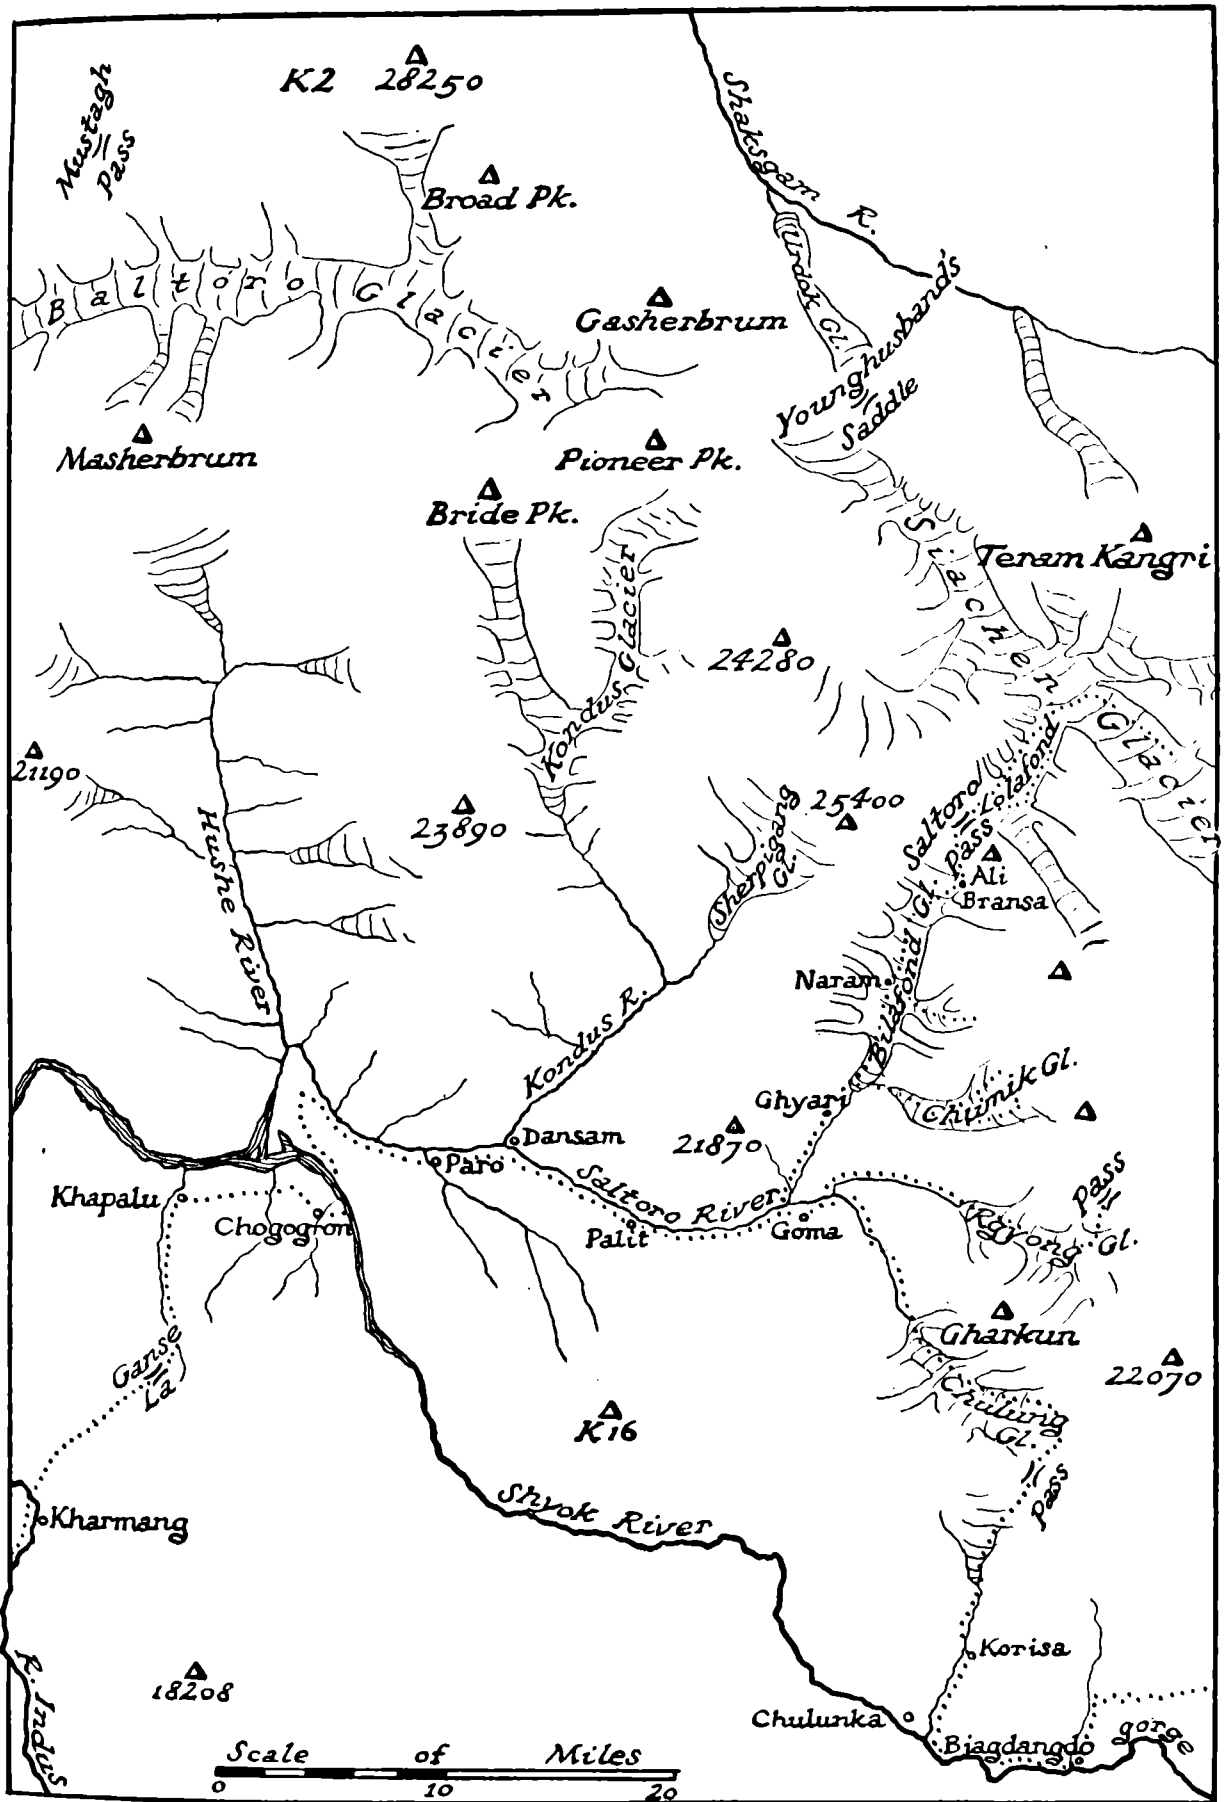 K2 28250
Mustagh
Pass
Shaksgam R.
Broad Pk.
Urdok Gl.
Baltoro Glacier
Gasherbrum
Younghusband's
Saddle
Masherbrum
Pioneer Pk.
Bride Pk.
Siachen Glacier
Teram Kangri
Kondus Glacier
24280
21190
23890
25400
Saltoro Pass
Lolafond
Sherpigang
Gl.
Ali
Bransa
Hushe River
Naram
Bilafond Gl.
Kondus R.
Chumik Gl.
Ghyari
Dansam
21870
Paro
Khapalu
Chogogron
Saltoro River
Palit
Goma
Rgyong Gl.
Pass
Gharkun
Ganse
La
22070
Chulung
Gl.
Pass
K16
Kharmang
Shyok River
Korisa
R. Indus
18208
Chulunka
Biagdangdo
gorge
Scale of Miles
0 10 20